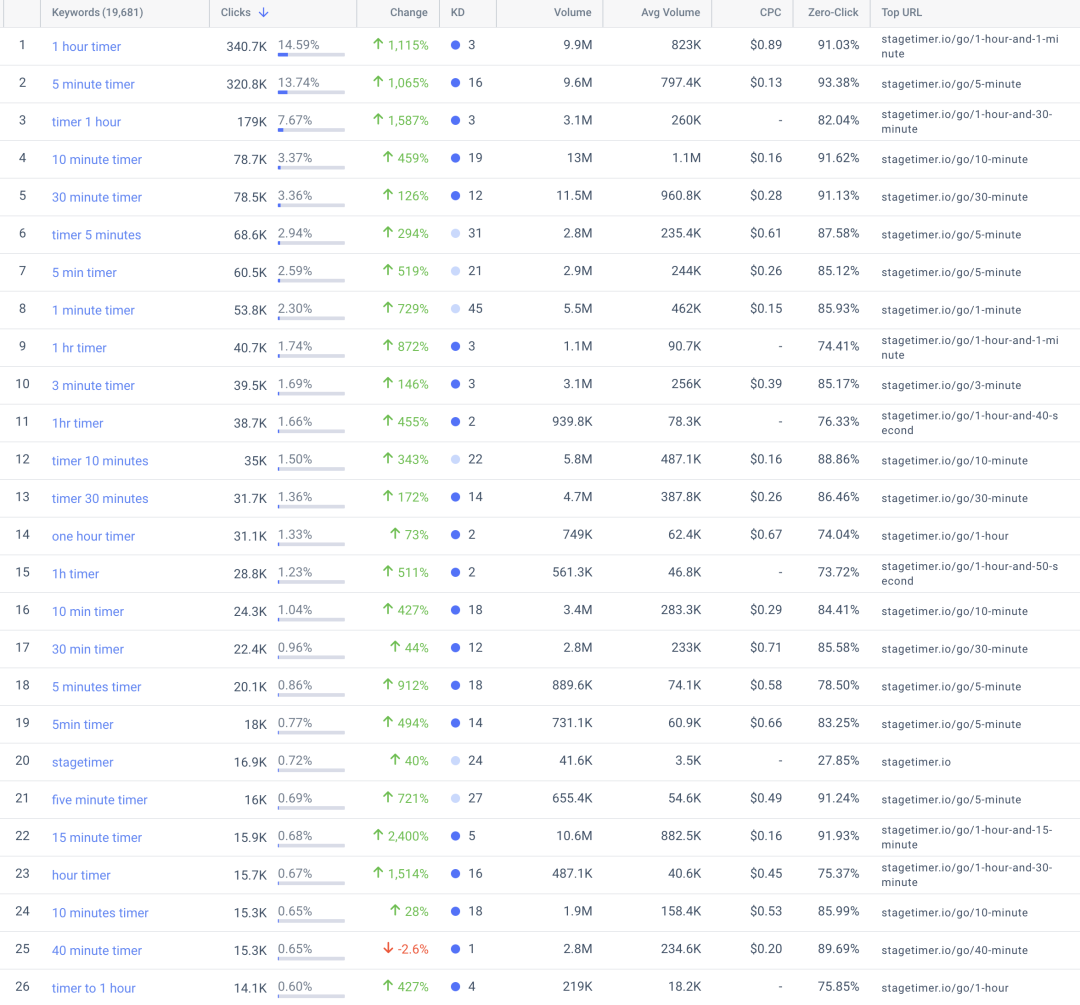 Keywords (19,681) Clicks Change KD Volume Avg Volume CPC Zero-Click Top URL
1 1 hour timer 340.7K 14.59% 1,115% 3 9.9M 823K $0.89 91.03% stagetimer.io/go/1-hour-and-1-mi
nute
2 5 minute timer 320.8K 13.74% 1,065% 16 9.6M 797.4K $0.13 93.38% stagetimer.io/go/5-minute
3 timer 1 hour 179K 7.67% 1,587% 3 3.1M 260K - 82.04% stagetimer.io/go/1-hour-and-30-
minute
4 10 minute timer 78.7K 3.37% 459% 19 13M 1.1M $0.16 91.62% stagetimer.io/go/10-minute
5 30 minute timer 78.5K 3.36% 126% 12 11.5M 960.8K $0.28 91.13% stagetimer.io/go/30-minute
6 timer 5 minutes 68.6K 2.94% 294% 31 2.8M 235.4K $0.61 87.58% stagetimer.io/go/5-minute
7 5 min timer 60.5K 2.59% 519% 21 2.9M 244K $0.26 85.12% stagetimer.io/go/5-minute
8 1 minute timer 53.8K 2.30% 729% 45 5.5M 462K $0.15 85.93% stagetimer.io/go/1-minute
9 1 hr timer 40.7K 1.74% 872% 3 1.1M 90.7K - 74.41% stagetimer.io/go/1-hour-and-1-mi
nute
10 3 minute timer 39.5K 1.69% 146% 3 3.1M 256K $0.39 85.17% stagetimer.io/go/3-minute
11 1hr timer 38.7K 1.66% 455% 2 939.8K 78.3K - 76.33% stagetimer.io/go/1-hour-and-40-s
econd
12 timer 10 minutes 35K 1.50% 343% 22 5.8M 487.1K $0.16 88.86% stagetimer.io/go/10-minute
13 timer 30 minutes 31.7K 1.36% 172% 14 4.7M 387.8K $0.26 86.46% stagetimer.io/go/30-minute
14 one hour timer 31.1K 1.33% 73% 2 749K 62.4K $0.67 74.04% stagetimer.io/go/1-hour
15 1h timer 28.8K 1.23% 511% 2 561.3K 46.8K - 73.72% stagetimer.io/go/1-hour-and-50-s
econd
16 10 min timer 24.3K 1.04% 427% 18 3.4M 283.3K $0.29 84.41% stagetimer.io/go/10-minute
17 30 min timer 22.4K 0.96% 44% 12 2.8M 233K $0.71 85.58% stagetimer.io/go/30-minute
18 5 minutes timer 20.1K 0.86% 912% 18 889.6K 74.1K $0.58 78.50% stagetimer.io/go/5-minute
19 5min timer 18K 0.77% 494% 14 731.1K 60.9K $0.66 83.25% stagetimer.io/go/5-minute
20 stagetimer 16.9K 0.72% 40% 24 41.6K 3.5K - 27.85% stagetimer.io
21 five minute timer 16K 0.69% 721% 27 655.4K 54.6K $0.49 91.24% stagetimer.io/go/5-minute
22 15 minute timer 15.9K 0.68% 2,400% 5 10.6M 882.5K $0.16 91.93% stagetimer.io/go/1-hour-and-15-
minute
23 hour timer 15.7K 0.67% 1,514% 16 487.1K 40.6K $0.45 75.37% stagetimer.io/go/1-hour-and-30-
minute
24 10 minutes timer 15.3K 0.65% 28% 18 1.9M 158.4K $0.53 85.99% stagetimer.io/go/10-minute
25 40 minute timer 15.3K 0.65% -2.6% 1 2.8M 234.6K $0.20 89.69% stagetimer.io/go/40-minute
26 timer to 1 hour 14.1K 0.60% 427% 4 219K 18.2K - 75.85% stagetimer.io/go/1-hour